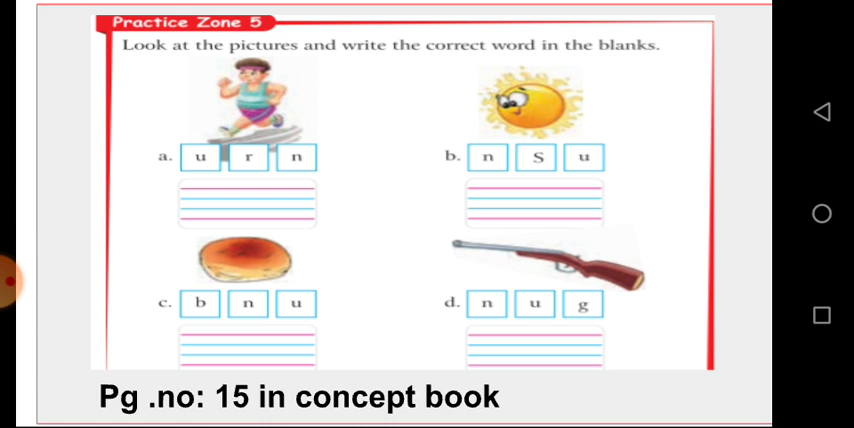 Practice Zone 5
Look at the pictures and write the correct word in the blanks.
a. u r n
b. n S u
c. b n u
d. n u g
Pg .no: 15 in concept book